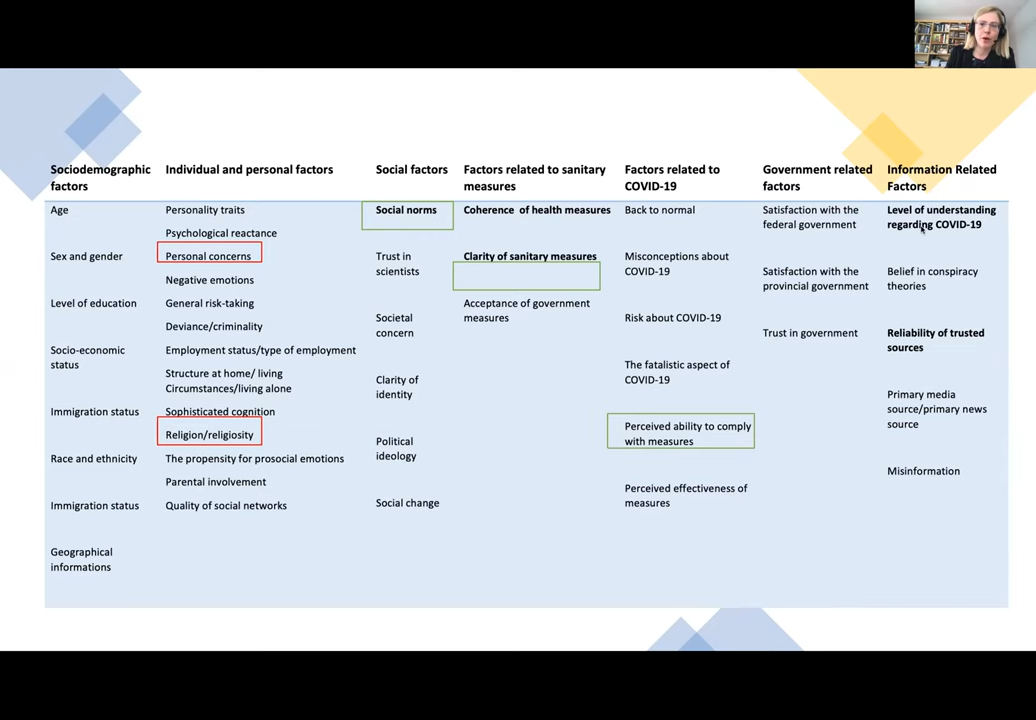 Sociodemographic
factors
Age
Sex and gender
Level of education
Socio-economic
status
Immigration status
Race and ethnicity
Immigration status
Geographical
informations
Individual and personal factors
Personality traits
Psychological reactance
Personal concerns
Negative emotions
General risk-taking
Deviance/criminality
Employment status/type of employment
Structure at home/ living
Circumstances/living alone
Sophisticated cognition
Religion/religiosity
The propensity for prosocial emotions
Parental involvement
Quality of social networks
Social factors
Social norms
Trust in
scientists
Societal
concern
Clarity of
identity
Political
ideology
Social change
Factors related to sanitary
measures
Coherence of health measures
Clarity of sanitary measures
Acceptance of government
measures
Factors related to
COVID-19
Back to normal
Misconceptions about
COVID-19
Risk about COVID-19
The fatalistic aspect of
COVID-19
Perceived ability to comply
with measures
Perceived effectiveness of
measures
Government related
factors
Satisfaction with the
federal government
Satisfaction with the
provincial government
Trust in government
Information Related
Factors
Level of understanding
regarding COVID-19
Belief in conspiracy
theories
Reliability of trusted
sources
Primary media
source/primary news
source
Misinformation